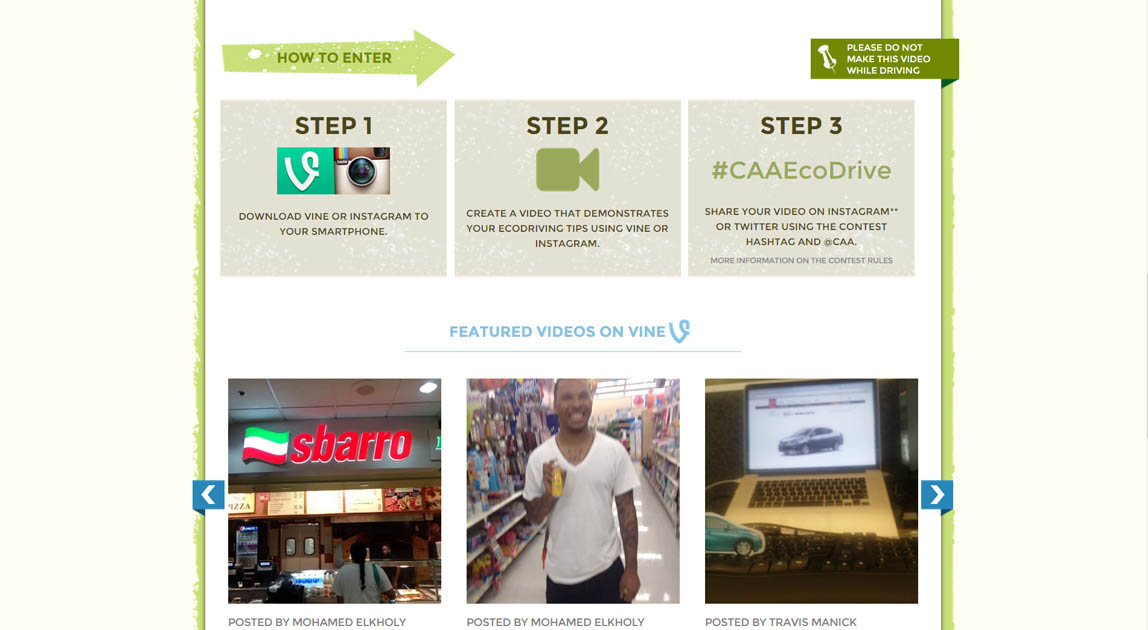 HOW TO ENTER
PLEASE DO NOT
MAKE THIS VIDEO
WHILE DRIVING
STEP 1
DOWNLOAD VINE OR INSTAGRAM TO
YOUR SMARTPHONE.
STEP 2
CREATE A VIDEO THAT DEMONSTRATES
YOUR ECODRIVING TIPS USING VINE OR
INSTAGRAM.
STEP 3
#CAAEcoDrive
SHARE YOUR VIDEO ON INSTAGRAM**
OR TWITTER USING THE CONTEST
HASHTAG AND @CAA.
MORE INFORMATION ON THE CONTEST RULES
FEATURED VIDEOS ON VINE
sbarro
PIZZA
POSTED BY MOHAMED ELKHOLY
POSTED BY MOHAMED ELKHOLY
POSTED BY TRAVIS MANICK